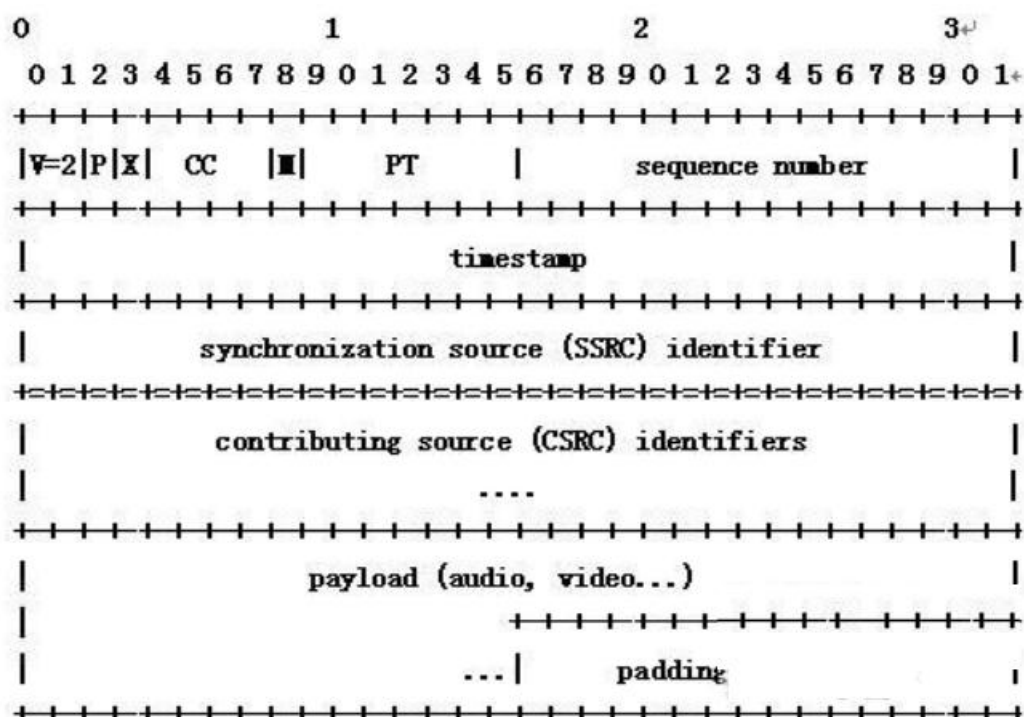 0 1 2 3
0 1 2 3 4 5 6 7 8 9 0 1 2 3 4 5 6 7 8 9 0 1 2 3 4 5 6 7 8 9 0 1
|V=2|P|X| CC |M| PT | sequence number
| timestamp |
| synchronization source (SSRC) identifier |
| contributing source (CSRC) identifiers |
| .... |
| payload (audio, video...) |
| ...| padding |